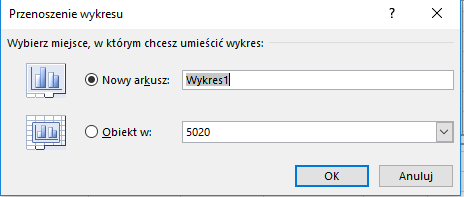 Przenoszenie wykresu
Wybierz miejsce, w którym chcesz umieścić wykres:
Nowy arkusz: Wykres1
Obiekt w: 5020
OK Anuluj